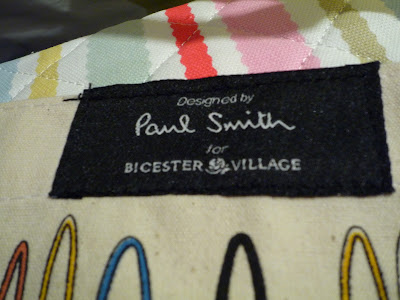 Designed by
Paul Smith
for
BICESTER VILLAGE